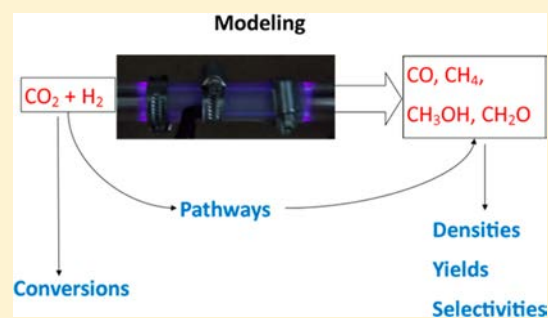 Modeling
CO₂ + H₂
CO, CH₄,
CH₃OH, CH₂O
Pathways
Conversions
Densities
Yields
Selectivities